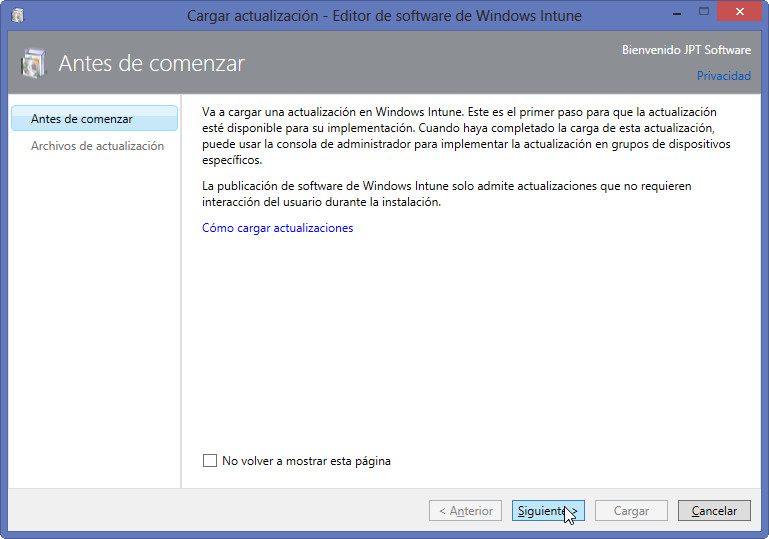 Cargar actualización - Editor de software de Windows Intune
Antes de comenzar
Bienvenido JPT Software
Privacidad
Antes de comenzar
Archivos de actualización
Va a cargar una actualización en Windows Intune. Este es el primer paso para que la actualización
esté disponible para su implementación. Cuando haya completado la carga de esta actualización,
puede usar la consola de administrador para implementar la actualización en grupos de dispositivos
específicos.
La publicación de software de Windows Intune solo admite actualizaciones que no requieren
interacción del usuario durante la instalación.
Cómo cargar actualizaciones
No volver a mostrar esta página
< Anterior
Siguiente >
Cargar
Cancelar